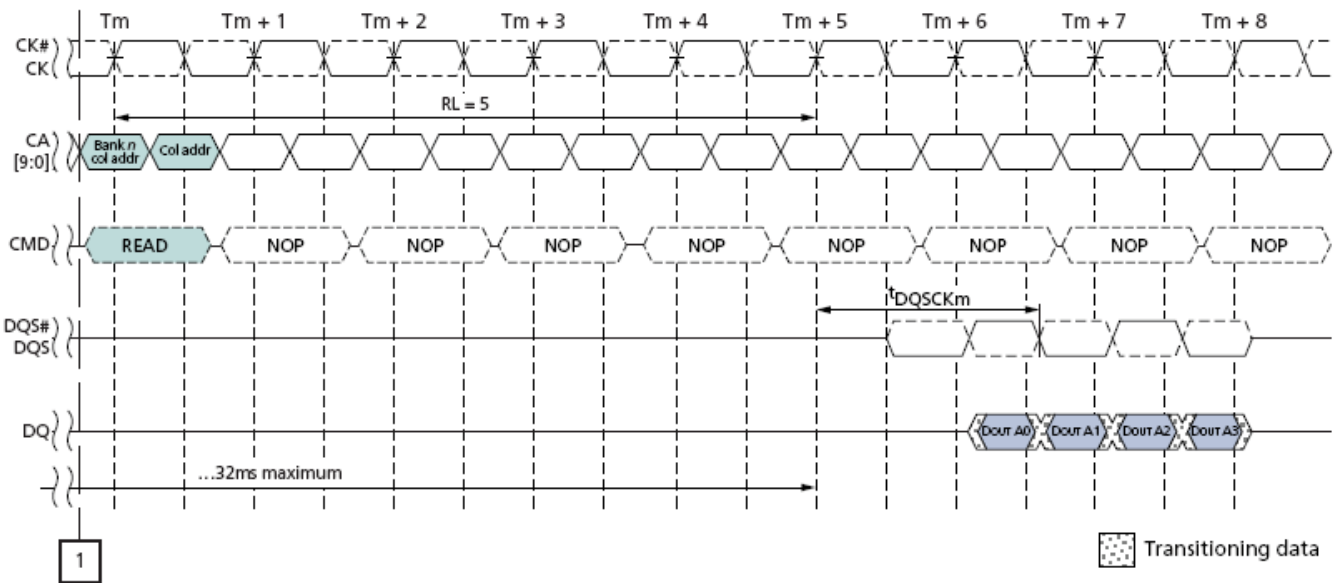 Tm Tm + 1 Tm + 2 Tm + 3 Tm + 4 Tm + 5 Tm + 6 Tm + 7 Tm + 8
CK#
CK
RL = 5
CA
[9:0]
Bank n
col addr
Col addr
CMD READ NOP NOP NOP NOP NOP NOP NOP NOP
tDQSCKm
DQS#
DQS
DQ DOUT A0 DOUT A1 DOUT A2 DOUT A3
...32ms maximum
1
Transitioning data